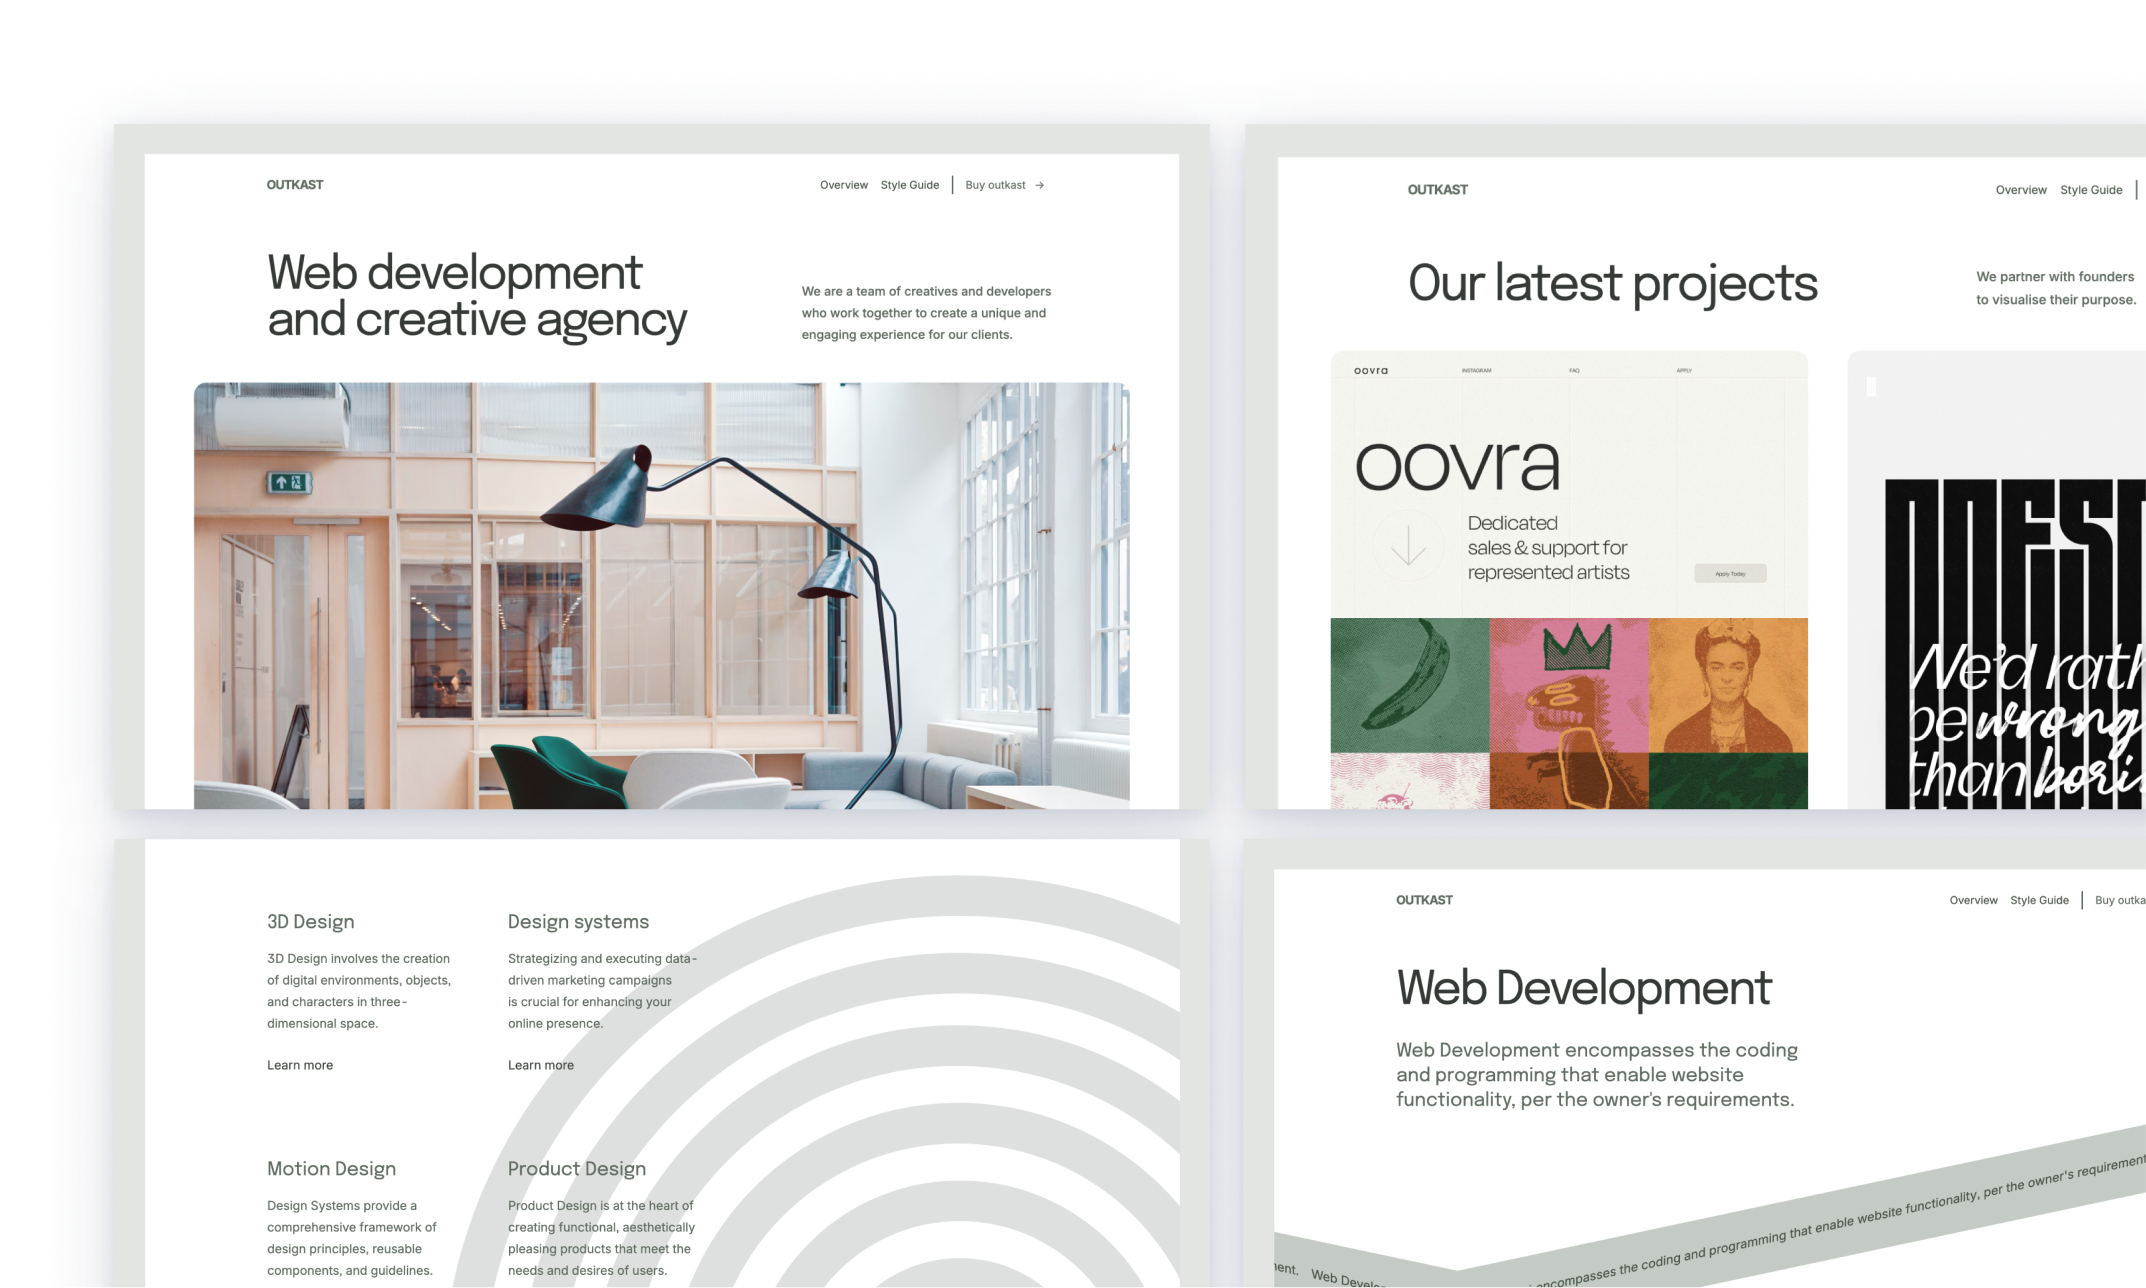 OUTKAST
Overview Style Guide Buy outkast →
Web development
and creative agency
We are a team of creatives and developers
who work together to create a unique and
engaging experience for our clients.
OUTKAST
Overview Style Guide
Our latest projects
We partner with founders
to visualise their purpose.
oovra INSTAGRAM FAQ APPLY
oovra
Dedicated
sales & support for
represented artists
Apply Today
We'd
be wrong
than
3D Design
3D Design involves the creation
of digital environments, objects,
and characters in three-
dimensional space.
Learn more
Design systems
Strategizing and executing data-
driven marketing campaigns
is crucial for enhancing your
online presence.
Learn more
Motion Design
Design Systems provide a
comprehensive framework of
design principles, reusable
components, and guidelines.
Product Design
Product Design is at the heart of
creating functional, aesthetically
pleasing products that meet the
needs and desires of users.
OUTKAST
Overview Style Guide Buy outka
Web Development
Web Development encompasses the coding
and programming that enable website
functionality, per the owner's requirements.
ent. Web Develo
encompasses the coding and programming that enable website functionality, per the owner's requirement